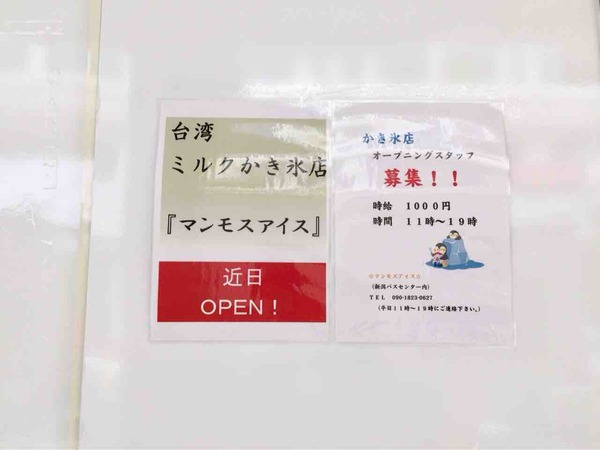 台湾
ミルクかき氷店
『マンモスアイス』
近日
OPEN！
かき氷店
オープニングスタッフ
募集！！
時給　１０００円
時間　１１時～１９時
☆マンモスアイス☆
（新潟バスセンター内）
ＴＥＬ　090-1823-0627
（平日１１時～１９時にご連絡下さい。）